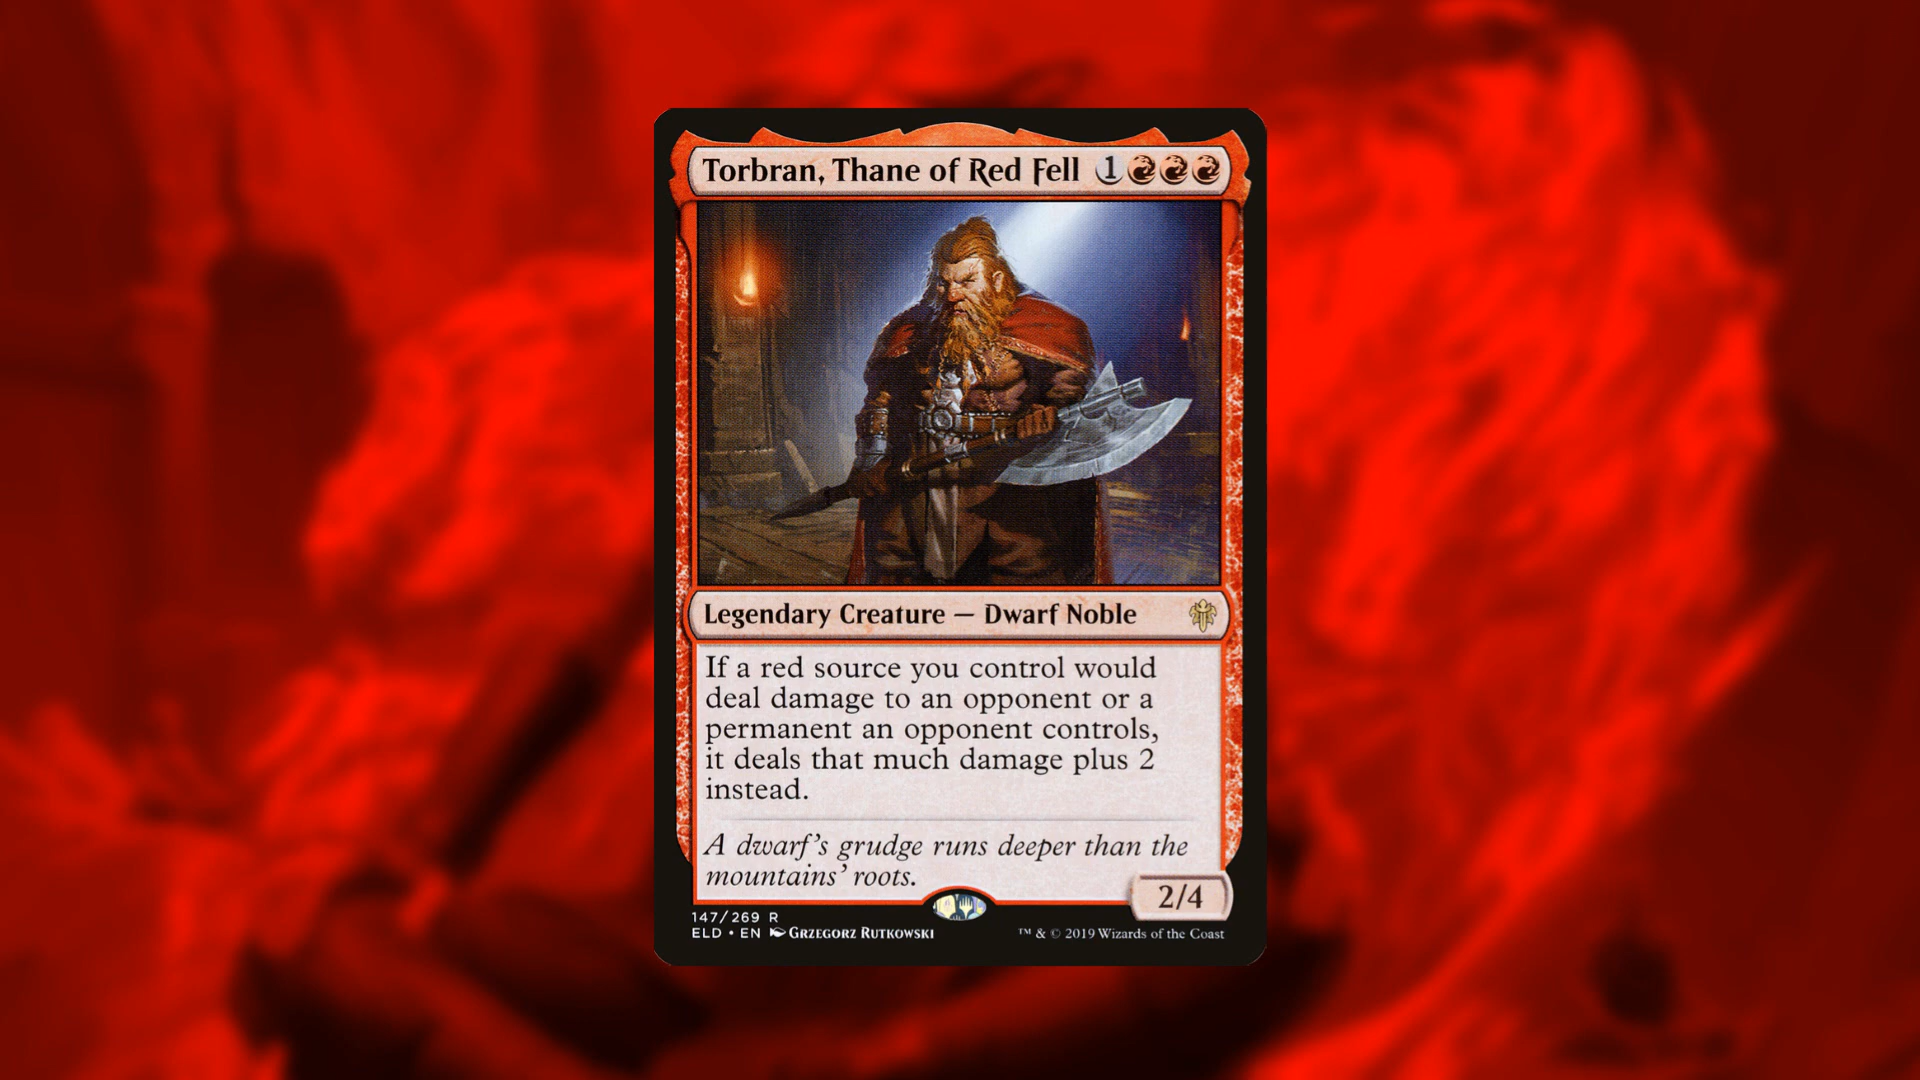 Torbran, Thane of Red Fell 1
Legendary Creature — Dwarf Noble
If a red source you control would
deal damage to an opponent or a
permanent an opponent controls,
it deals that much damage plus 2
instead.
A dwarf's grudge runs deeper than the
mountains' roots.
2/4
147/269 R
ELD • EN Grzegorz Rutkowski
™ & © 2019 Wizards of the Coast